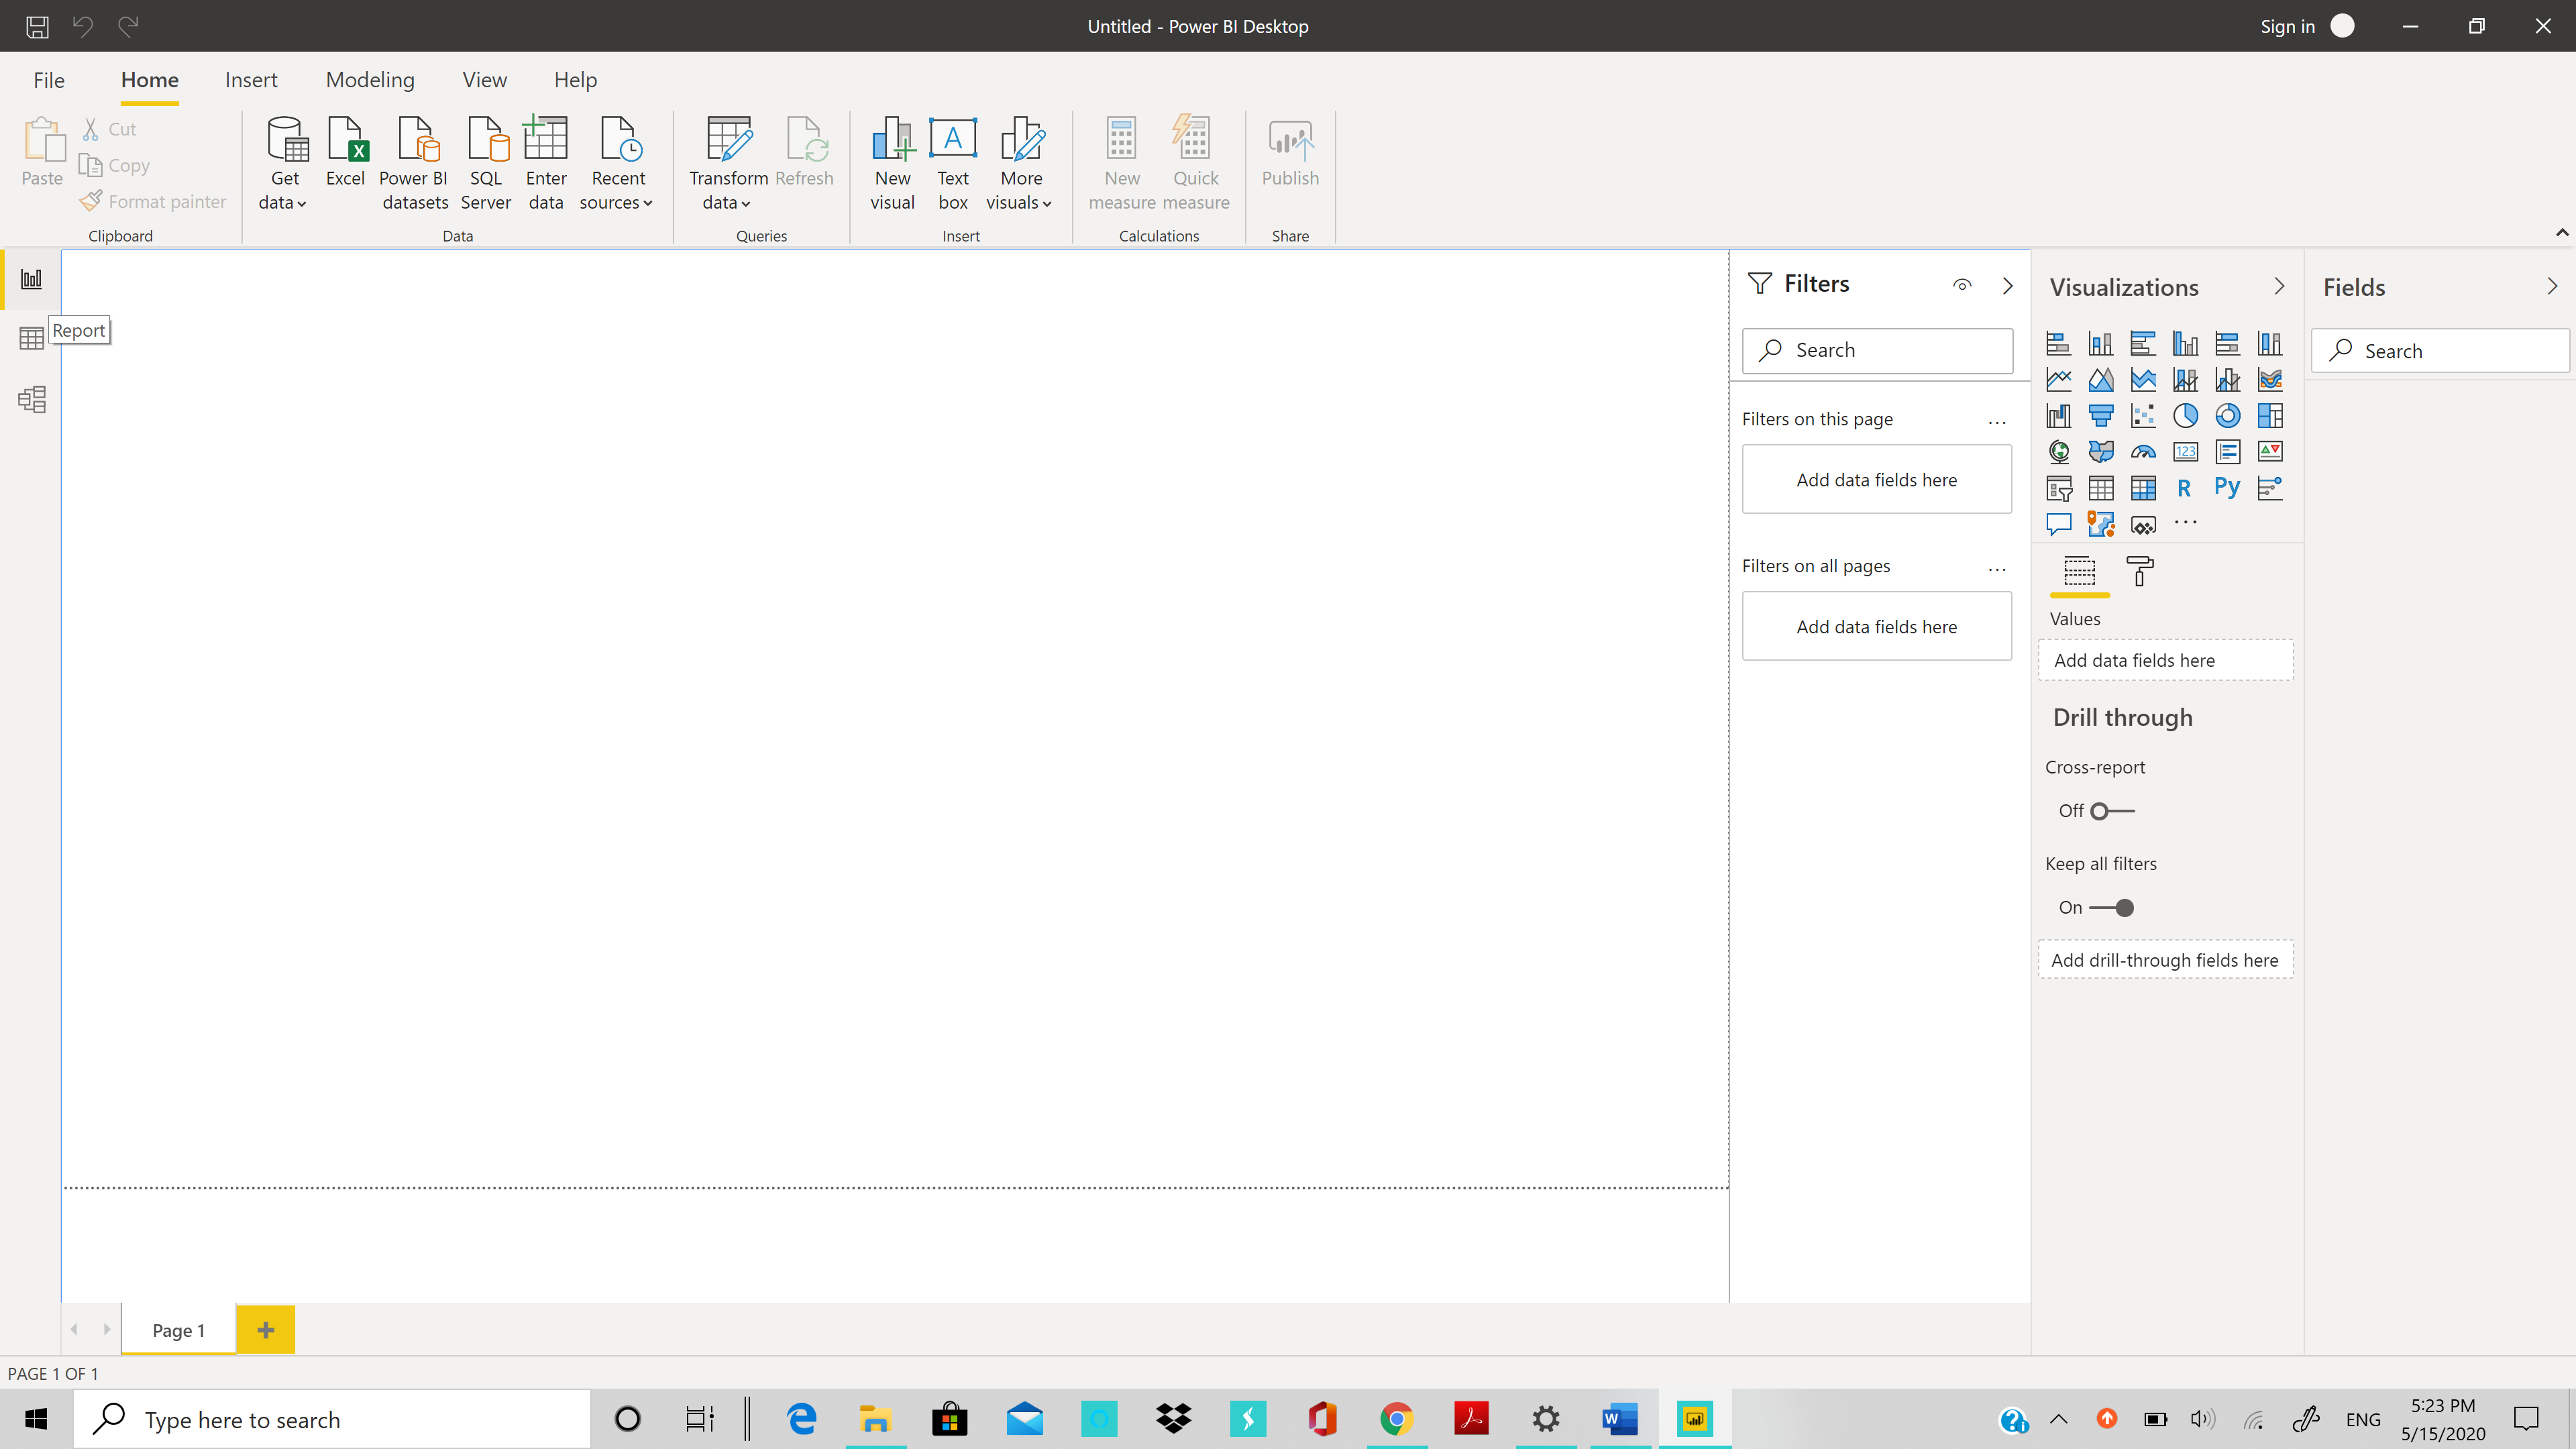 Untitled - Power BI Desktop
Sign in
File Home Insert Modeling View Help
Paste
Cut
Copy
Format painter
Clipboard
Get data
Excel
Power BI datasets
SQL Server
Enter data
Recent sources
Data
Transform data
Refresh
Queries
New visual
Text box
More visuals
Insert
New measure
Quick measure
Calculations
Publish
Share
Report
Filters
Search
Filters on this page ...
Add data fields here
Filters on all pages ...
Add data fields here
Visualizations
123
R Py
...
Values
Add data fields here
Drill through
Cross-report
Off
Keep all filters
On
Add drill-through fields here
Fields
Search
Page 1
PAGE 1 OF 1
Type here to search
ENG
5:23 PM
5/15/2020